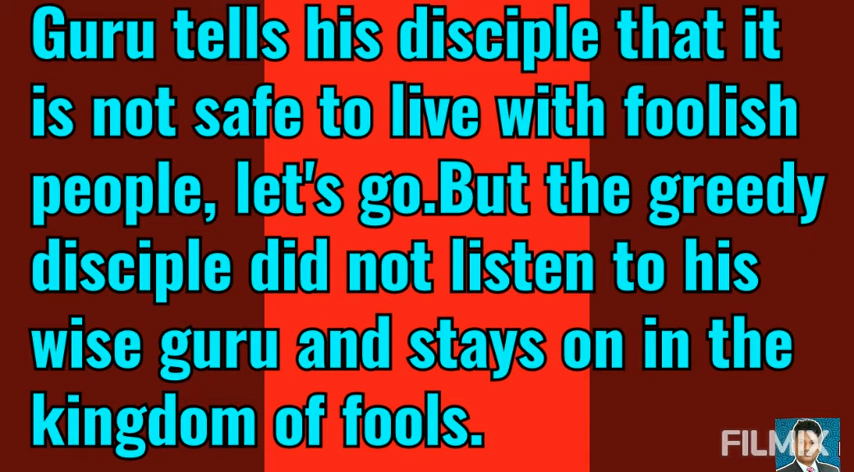 Guru tells his disciple that it
is not safe to live with foolish
people, let's go.But the greedy
disciple did not listen to his
wise guru and stays on in the
kingdom of fools.
FILMIX